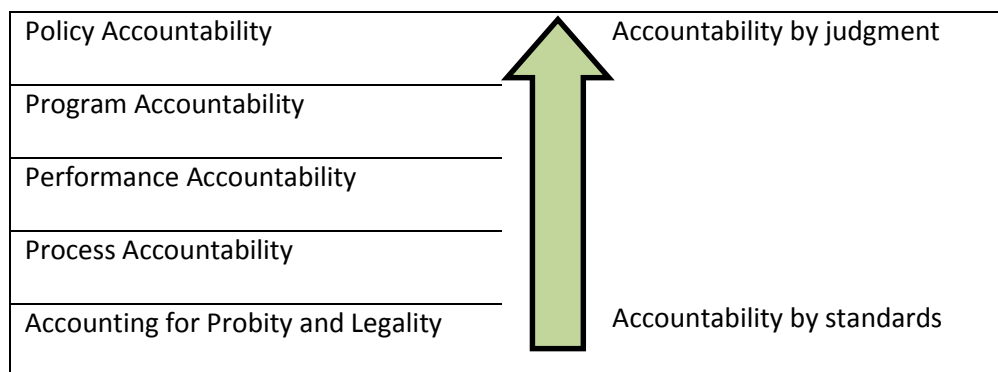 Policy Accountability
Accountability by judgment
Program Accountability
Performance Accountability
Process Accountability
Accounting for Probity and Legality
Accountability by standards